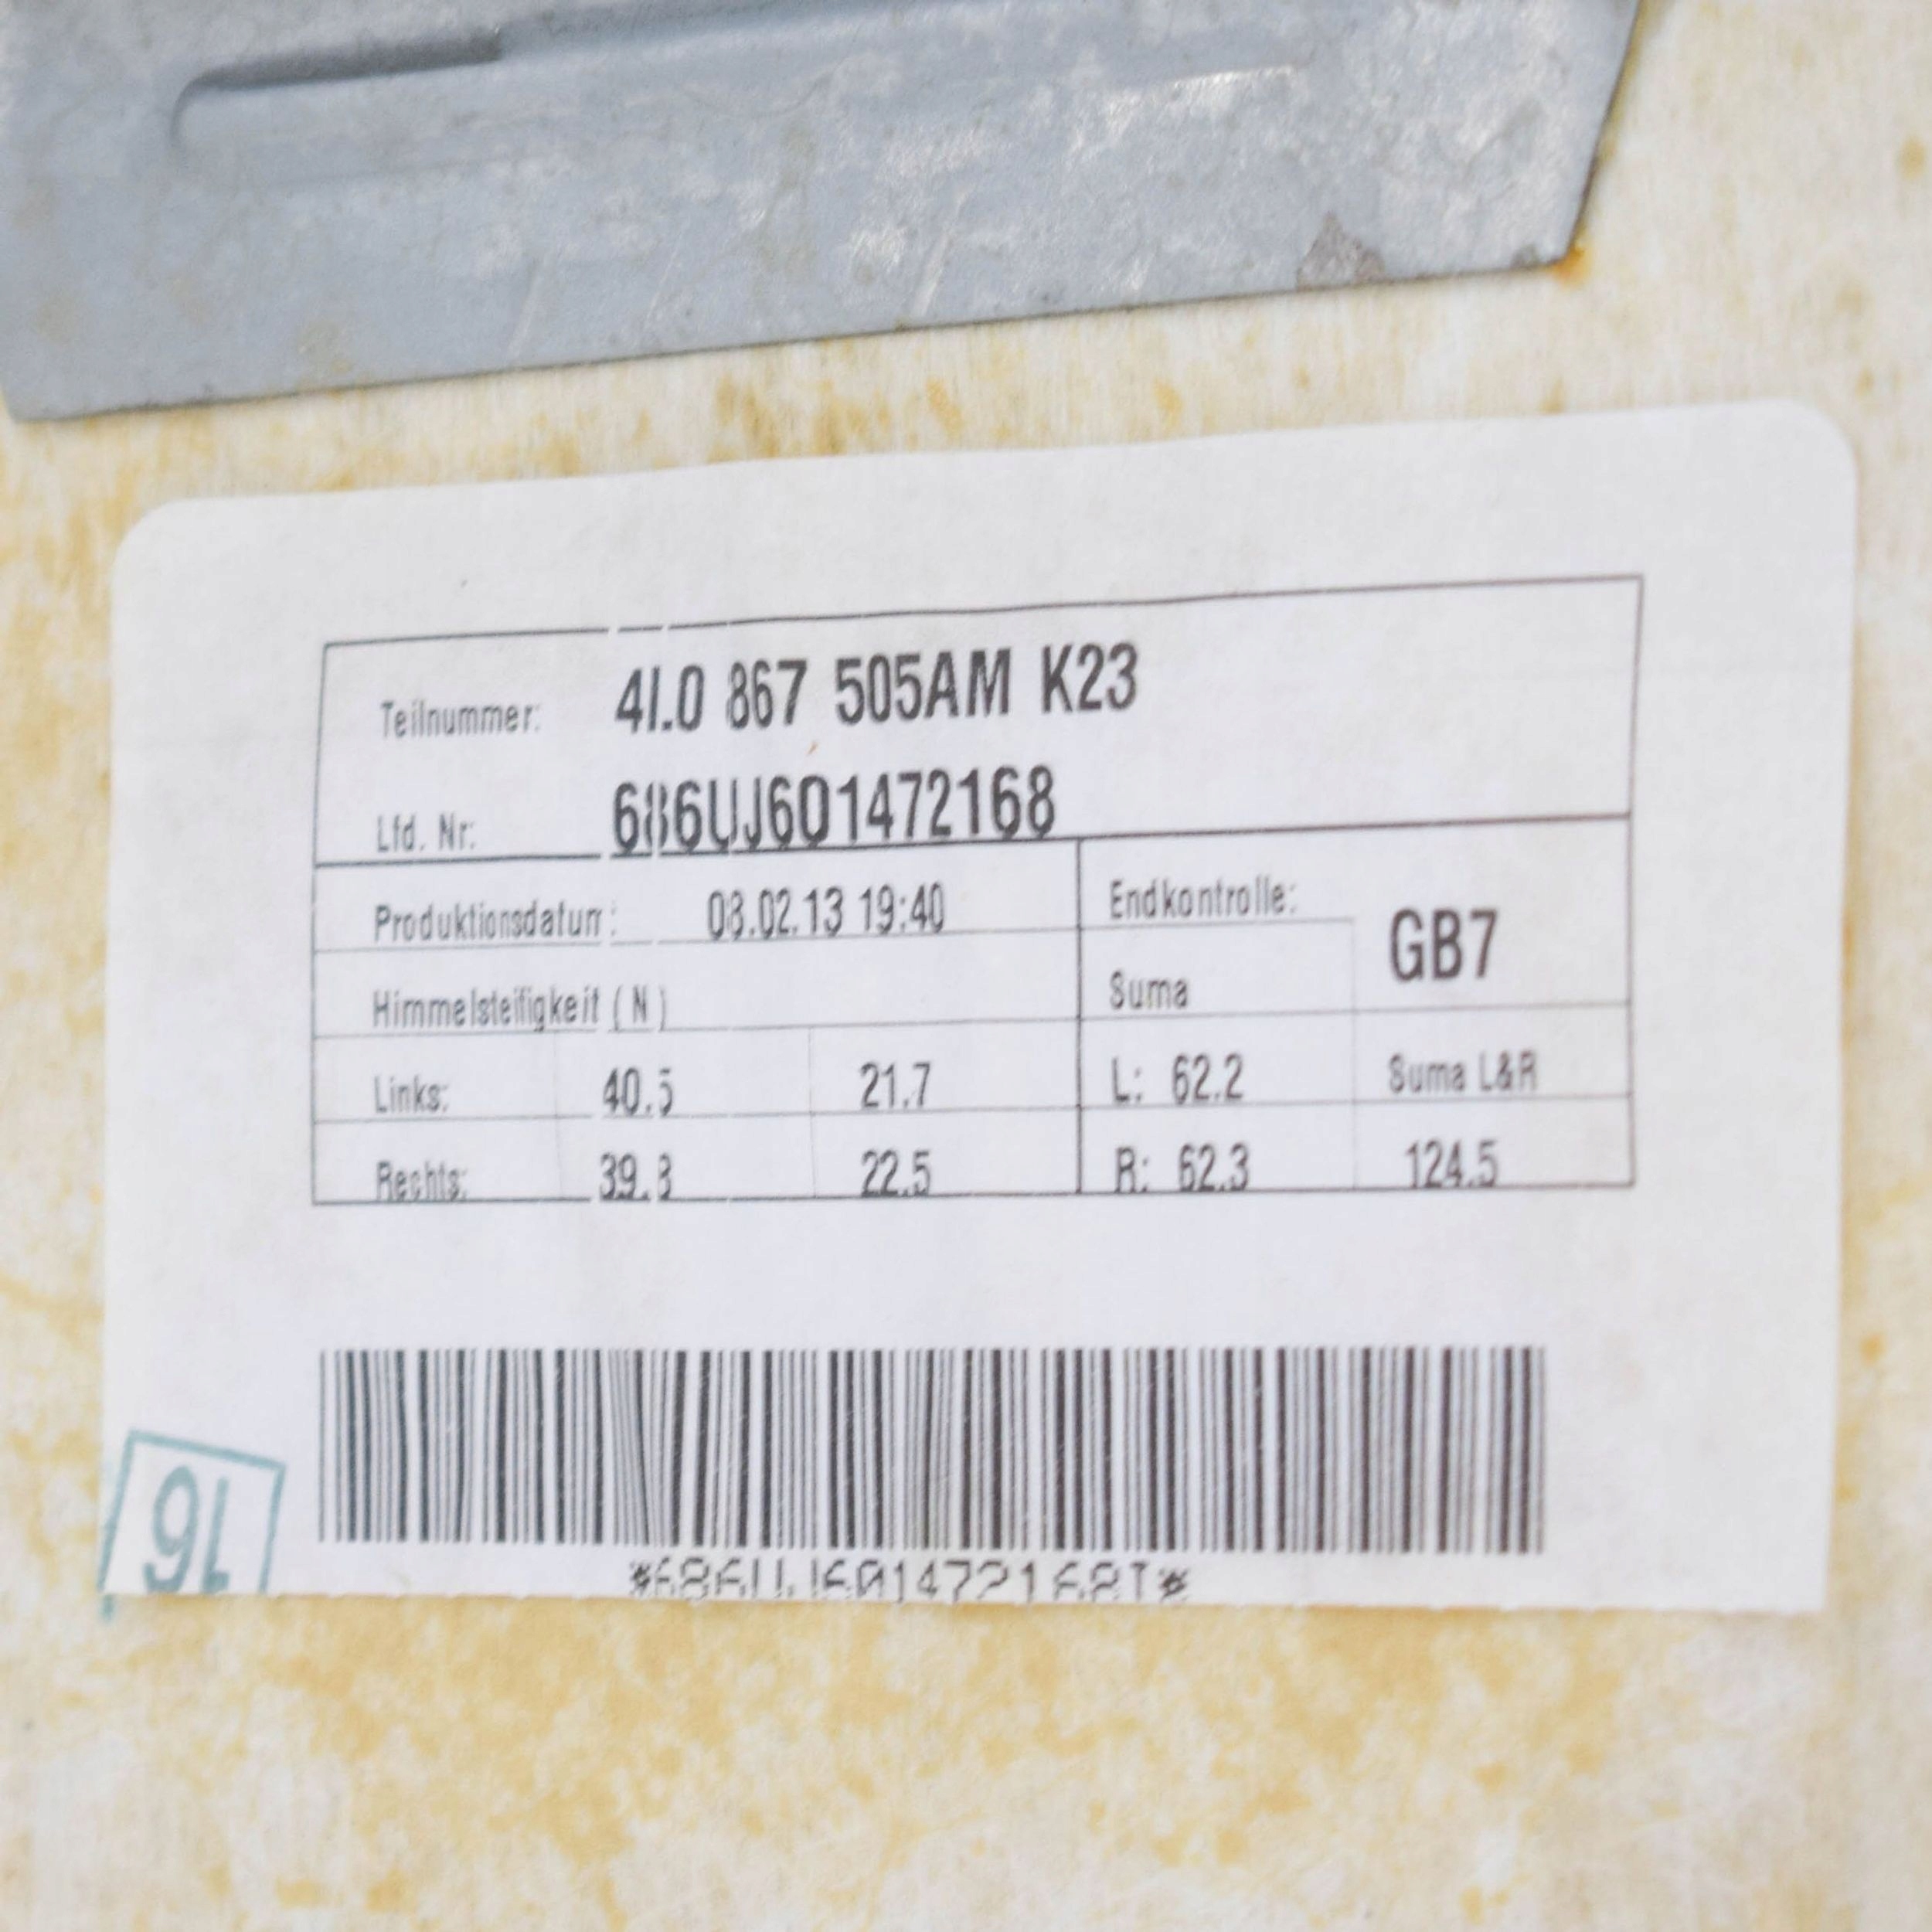 Teilnummer: 4L0 867 505AM K23
Lfd. Nr: 686UJ601472168
Produktionsdatum: 08.02.13 19:40
Endkontrolle: GB7
Himmelsteifigkeit (N)
Suma
Links: 40.5 21.7 L: 62.2 Suma L&R
Rechts: 39.8 22.5 R: 62.3 124.5
*686UJ601472168T*
16